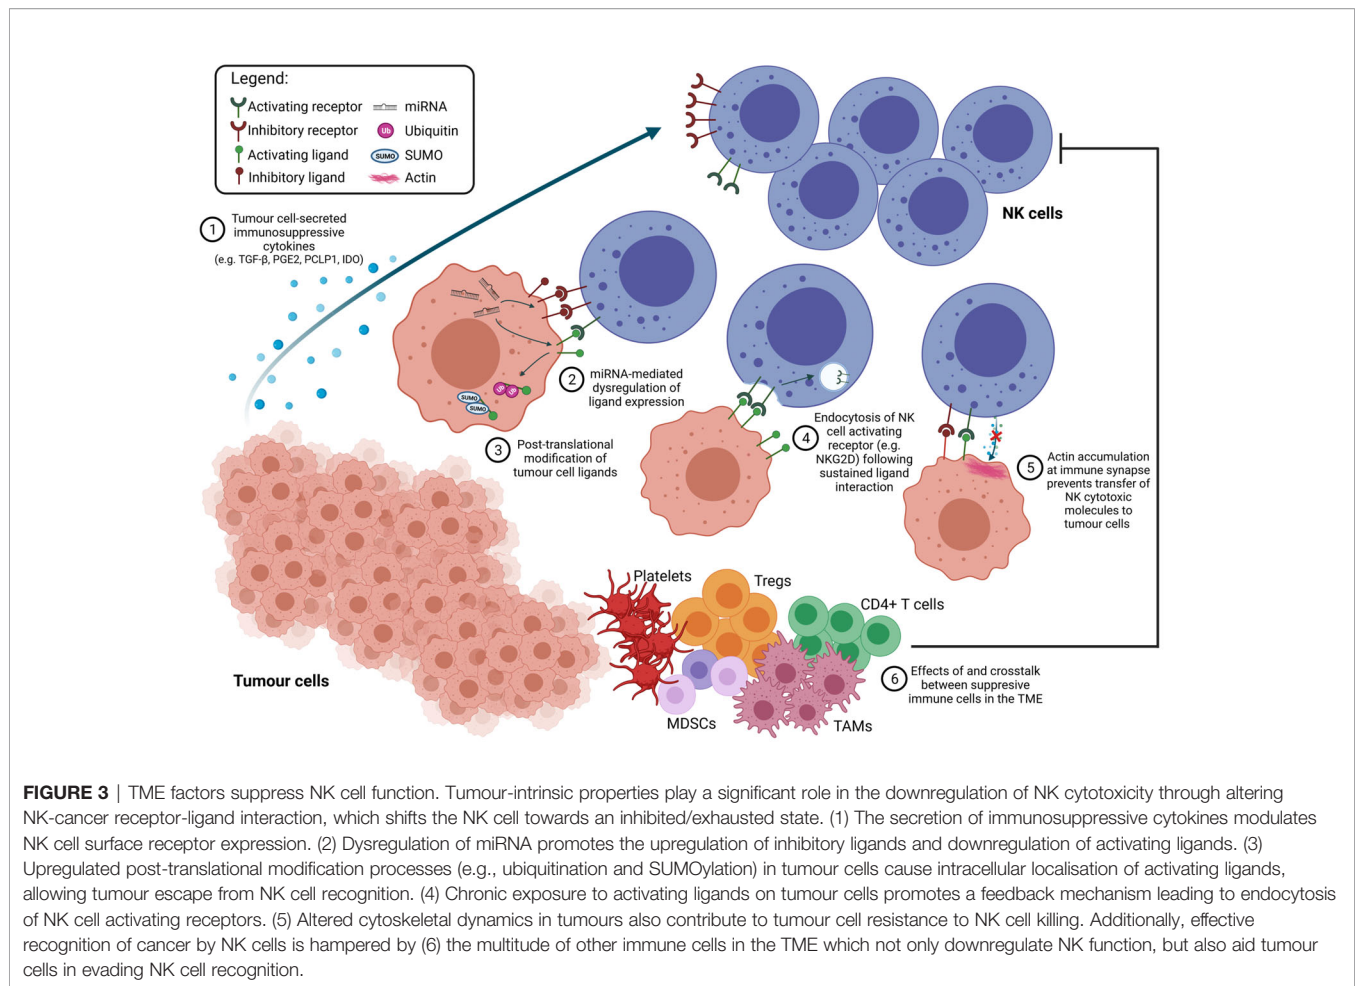 Legend:
Activating receptor
Inhibitory receptor
Activating ligand
Inhibitory ligand
miRNA
Ub
Ubiquitin
SUMO
SUMO
Actin
1
Tumour cell-secreted
immunosuppressive
cytokines
(e.g. TGF-β, PGE2, PCLP1, IDO)
NK cells
2
miRNA-mediated
dysregulation of
ligand expression
UP
UP
SUMO
SUMO
3
Post-translational
modification of
tumour cell ligands
4
Endocytosis of NK
cell activating
receptor (e.g.
NKG2D) following
sustained ligand
interaction
5
Actin accumulation
at immune synapse
prevents transfer of
NK cytotoxic
molecules to
tumour cells
Tumour cells
Platelets
Tregs
CD4+ T cells
MDSCs
TAMs
6
Effects of and crosstalk
between suppresive
immune cells in the TME
FIGURE 3 | TME factors suppress NK cell function. Tumour-intrinsic properties play a significant role in the downregulation of NK cytotoxicity through altering
NK-cancer receptor-ligand interaction, which shifts the NK cell towards an inhibited/exhausted state. (1) The secretion of immunosuppressive cytokines modulates
NK cell surface receptor expression. (2) Dysregulation of miRNA promotes the upregulation of inhibitory ligands and downregulation of activating ligands. (3)
Upregulated post-translational modification processes (e.g., ubiquitination and SUMOylation) in tumour cells cause intracellular localisation of activating ligands,
allowing tumour escape from NK cell recognition. (4) Chronic exposure to activating ligands on tumour cells promotes a feedback mechanism leading to endocytosis
of NK cell activating receptors. (5) Altered cytoskeletal dynamics in tumours also contribute to tumour cell resistance to NK cell killing. Additionally, effective
recognition of cancer by NK cells is hampered by (6) the multitude of other immune cells in the TME which not only downregulate NK function, but also aid tumour
cells in evading NK cell recognition.